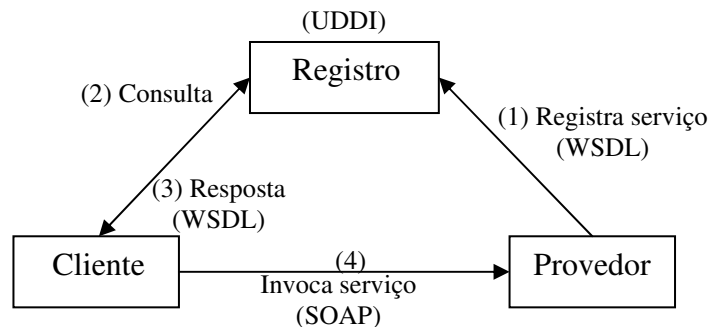 (UDDI)
Registro
(2) Consulta
(1) Registra serviço
(WSDL)
(3) Resposta
(WSDL)
Cliente
(4)
Invoca serviço
(SOAP)
Provedor